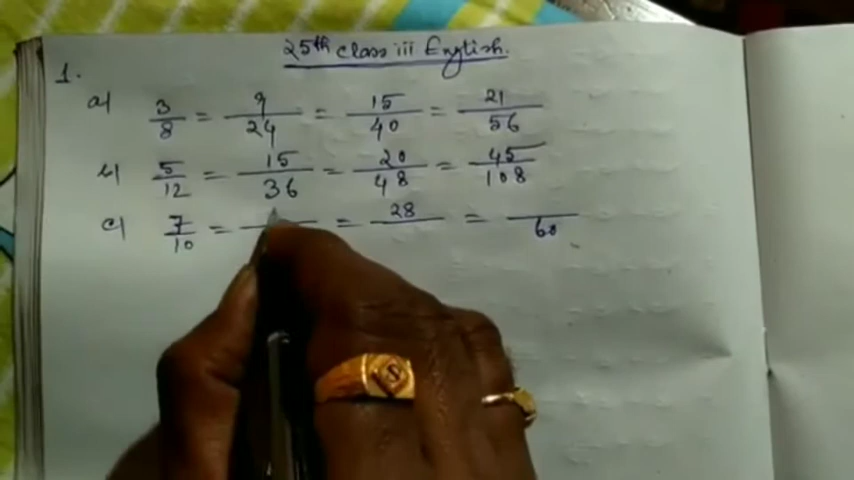 25th Class iii English.
1.
a) 3/8 = 9/24 = 15/40 = 21/56
b) 5/12 = 15/36 = 20/48 = 45/108
c) 7/10 = = 28/ = /60